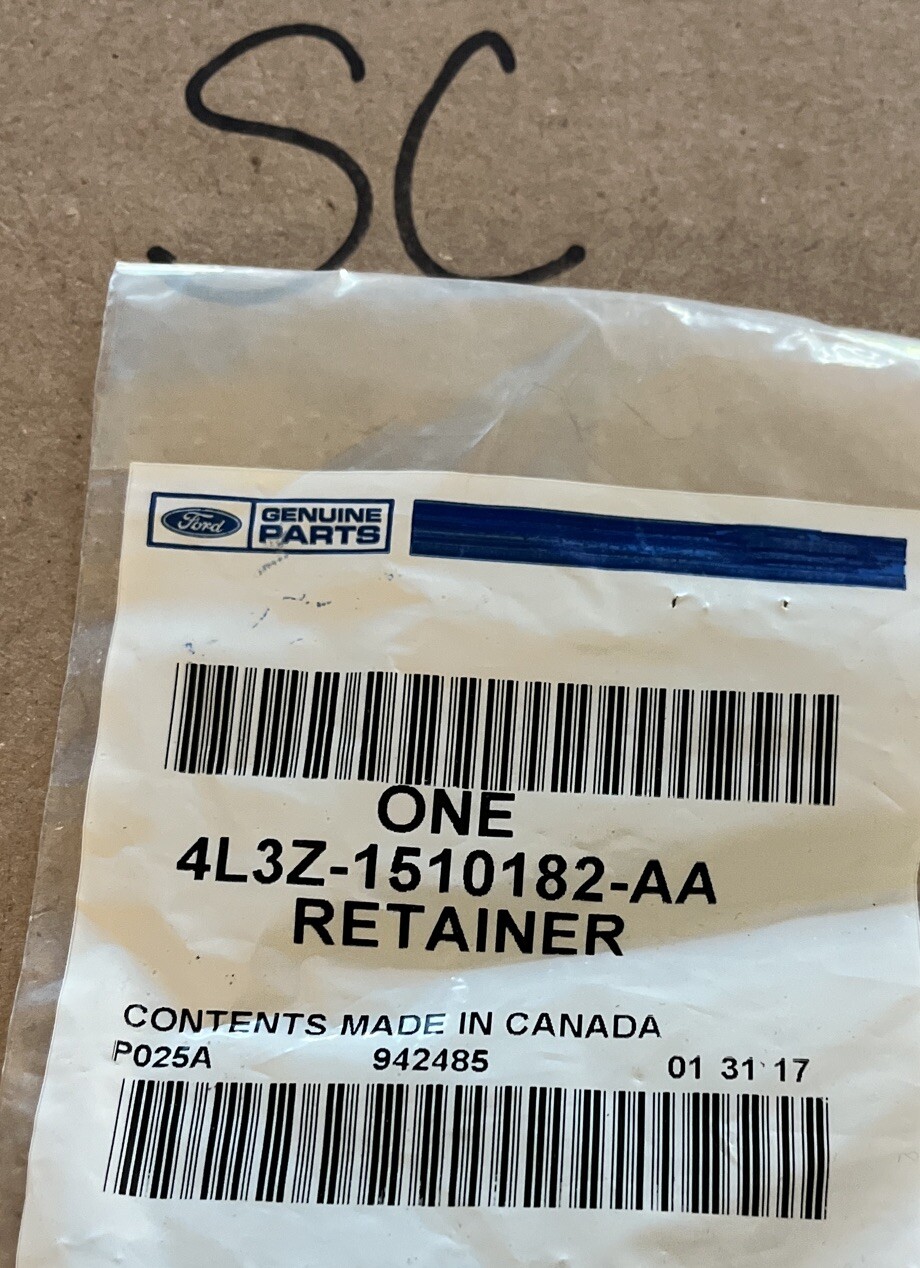 SC
Ford GENUINE PARTS
ONE
4L3Z-1510182-AA
RETAINER
CONTENTS MADE IN CANADA
P025A 942485 01 31 17